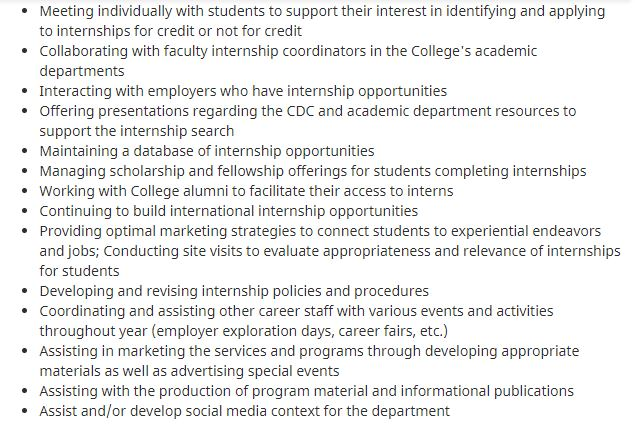 • Meeting individually with students to support their interest in identifying and applying
to internships for credit or not for credit
• Collaborating with faculty internship coordinators in the College's academic
departments
• Interacting with employers who have internship opportunities
• Offering presentations regarding the CDC and academic department resources to
support the internship search
• Maintaining a database of internship opportunities
• Managing scholarship and fellowship offerings for students completing internships
• Working with College alumni to facilitate their access to interns
• Continuing to build international internship opportunities
• Providing optimal marketing strategies to connect students to experiential endeavors
and jobs; Conducting site visits to evaluate appropriateness and relevance of internships
for students
• Developing and revising internship policies and procedures
• Coordinating and assisting other career staff with various events and activities
throughout year (employer exploration days, career fairs, etc.)
• Assisting in marketing the services and programs through developing appropriate
materials as well as advertising special events
• Assisting with the production of program material and informational publications
• Assist and/or develop social media context for the department